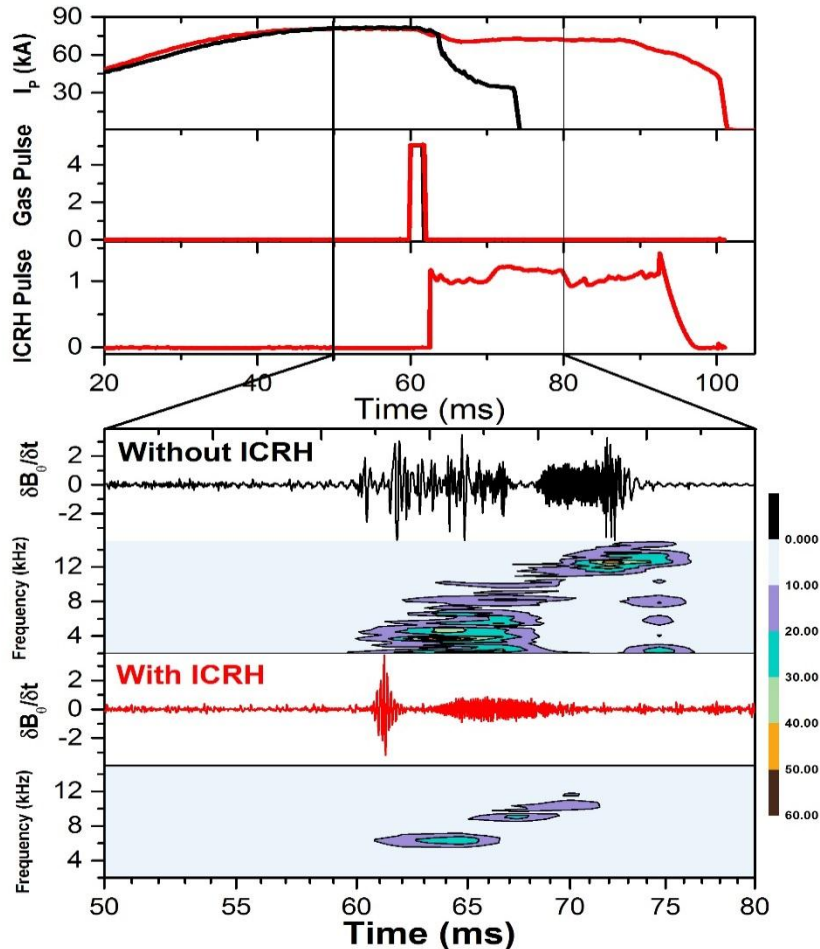 90
60
30
I_P (kA)
4
2
0
Gas Pulse
1
0
ICRH Pulse
20 40 60 80 100
Time (ms)
Without ICRH
2
0
-2
δB_θ/δt
12
8
4
Frequency (kHz)
With ICRH
2
0
-2
δB_θ/δt
12
8
4
Frequency (kHz)
50 55 60 65 70 75 80
Time (ms)
0.000
10.00
20.00
30.00
40.00
50.00
60.00